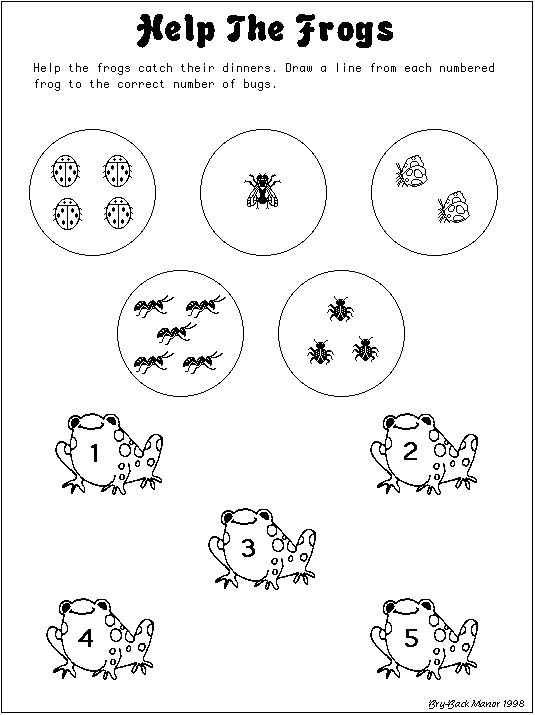 Help The Frogs
Help the frogs catch their dinners. Draw a line from each numbered
frog to the correct number of bugs.
1
2
3
4
5
Bry-Back Manor 1998